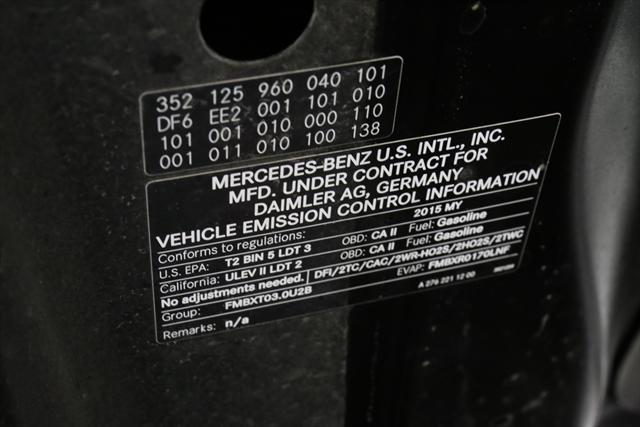 352 125 960 040 101
DF6 EE2 001 101 010
101 001 010 000 110
001 011 010 100 138
MERCEDES-BENZ U.S. INTL., INC.
MFD. UNDER CONTRACT FOR
DAIMLER AG, GERMANY
VEHICLE EMISSION CONTROL INFORMATION
Conforms to regulations: 2015 MY
U.S. EPA: T2 BIN 5 LDT 3 OBD: CA II Fuel: Gasoline
California: ULEV II LDT 2 OBD: CA II Fuel: Gasoline
No adjustments needed. DFI/2TC/CAC/2WR-HO2S/2HO2S/2TWC
Group: FMBXT03.0U2B EVAP: FMBXR0170LNF
Remarks: n/a A 276 221 12 00